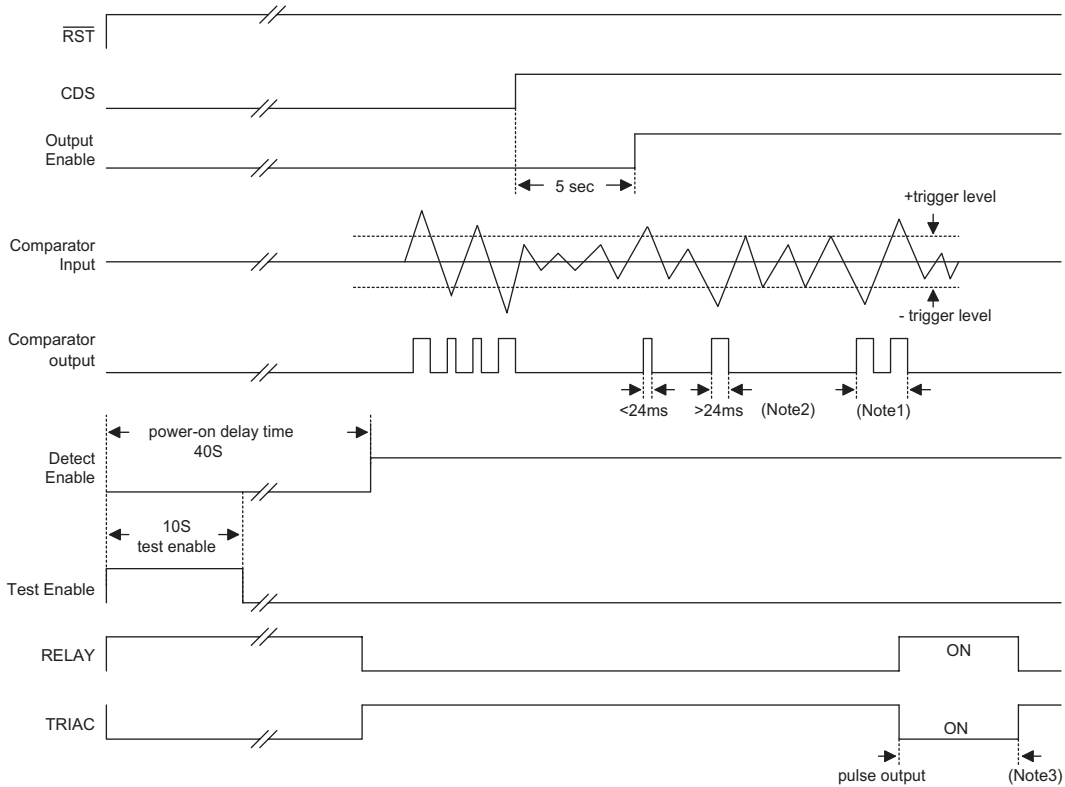 RST
CDS
Output
Enable
5 sec
+trigger level
Comparator
Input
- trigger level
Comparator
output
<24ms
>24ms
(Note2)
(Note1)
power-on delay time
40S
Detect
Enable
10S
test enable
Test Enable
RELAY
ON
TRIAC
ON
pulse output
(Note3)